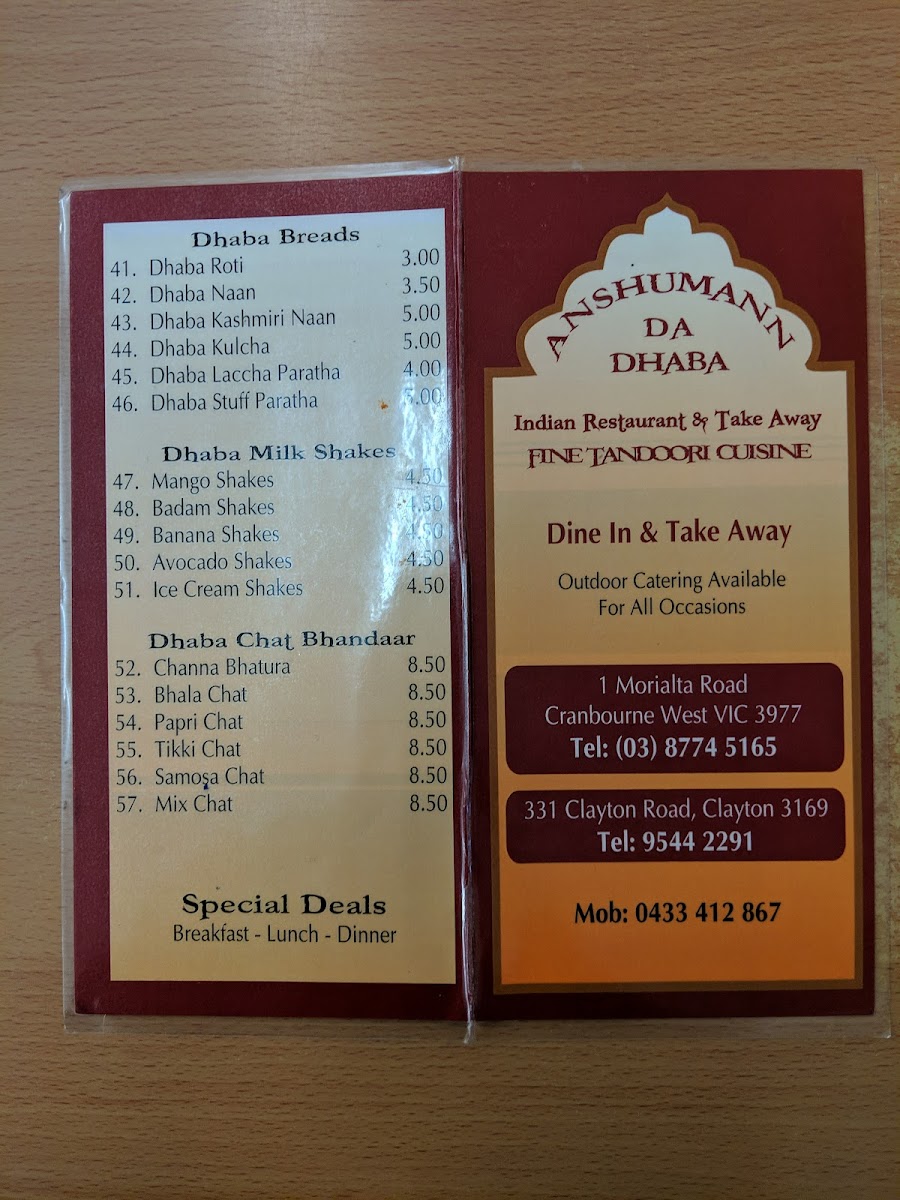 Dhaba Breads
41. Dhaba Roti 3.00
42. Dhaba Naan 3.50
43. Dhaba Kashmiri Naan 5.00
44. Dhaba Kulcha 5.00
45. Dhaba Laccha Paratha 4.00
46. Dhaba Stuff Paratha 5.00
Dhaba Milk Shakes
47. Mango Shakes 4.50
48. Badam Shakes 4.50
49. Banana Shakes 4.50
50. Avocado Shakes 4.50
51. Ice Cream Shakes 4.50
Dhaba Chat Bhandaar
52. Channa Bhatura 8.50
53. Bhala Chat 8.50
54. Papri Chat 8.50
55. Tikki Chat 8.50
56. Samosa Chat 8.50
57. Mix Chat 8.50
Special Deals
Breakfast - Lunch - Dinner
ANSHUMANN
DA
DHABA
Indian Restaurant & Take Away
FINE TANDOORI CUISINE
Dine In & Take Away
Outdoor Catering Available
For All Occasions
1 Morialta Road
Cranbourne West VIC 3977
Tel: (03) 8774 5165
331 Clayton Road, Clayton 3169
Tel: 9544 2291
Mob: 0433 412 867